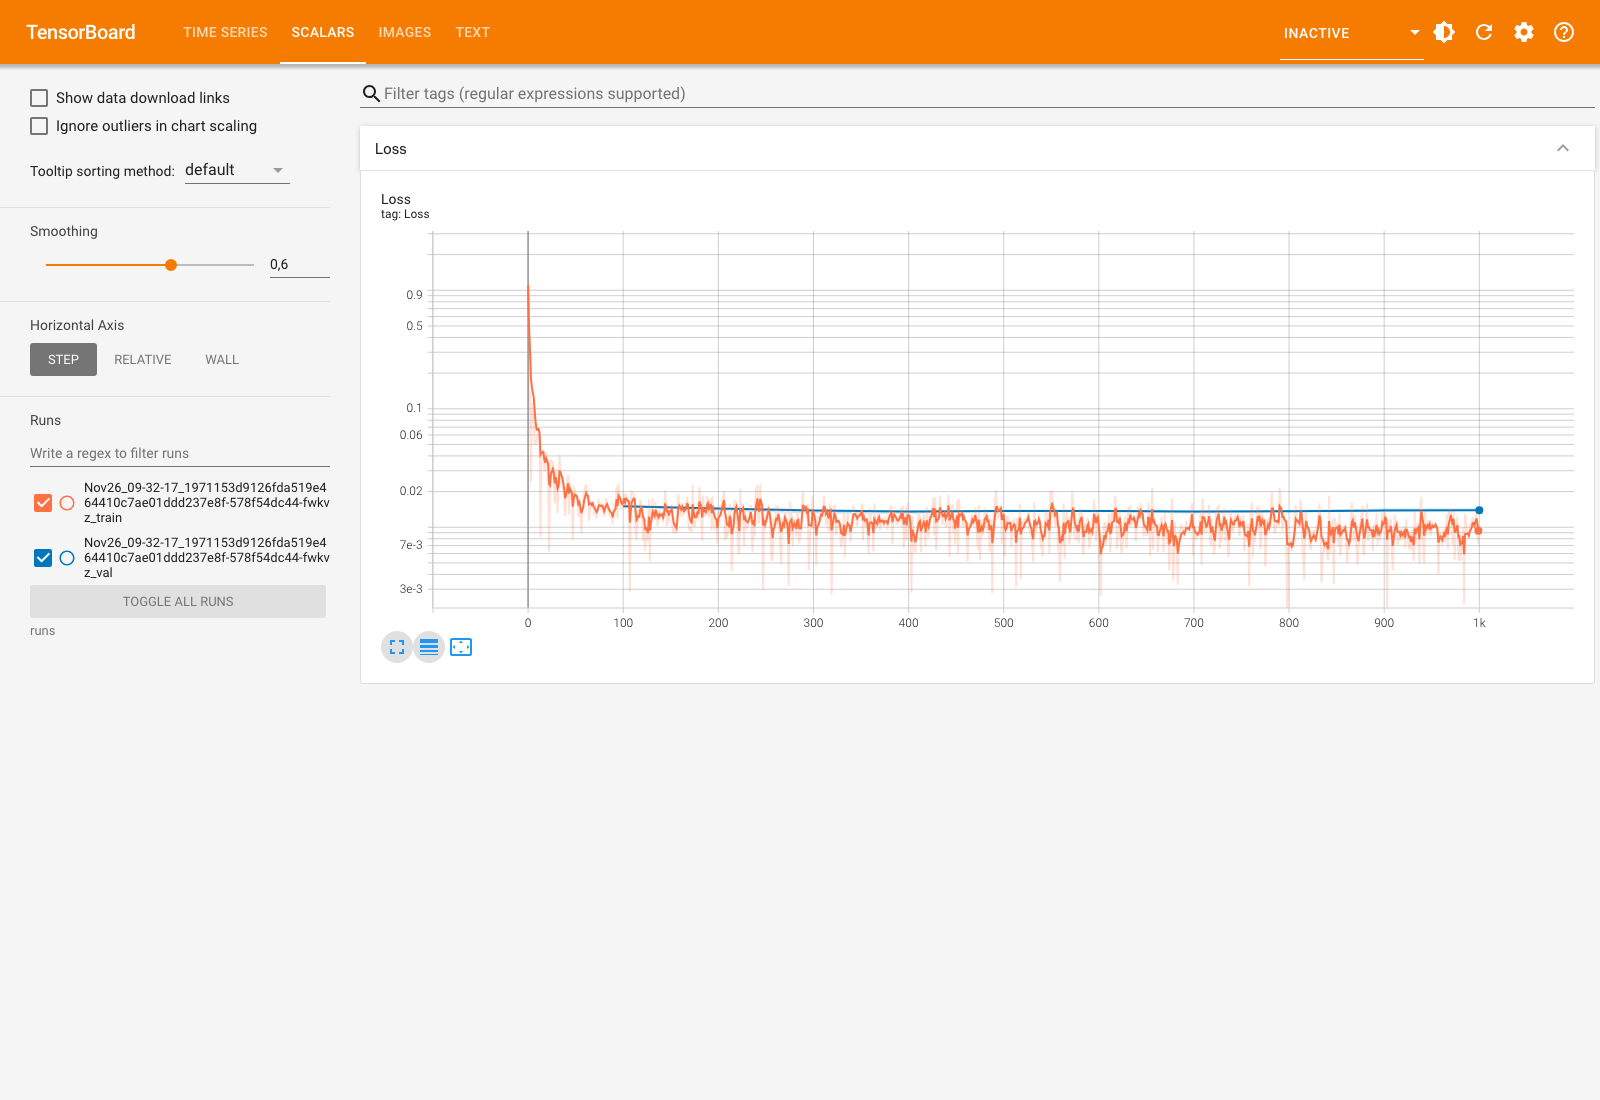 TensorBoard
TIME SERIES
SCALARS
IMAGES
TEXT
INACTIVE
Show data download links
Ignore outliers in chart scaling
Tooltip sorting method: default
Smoothing
0,6
Horizontal Axis
STEP
RELATIVE
WALL
Runs
Write a regex to filter runs
Nov26_09-32-17_1971153d9126fda519e4
64410c7ae01ddd237e8f-578f54dc44-fwkv
z_train
Nov26_09-32-17_1971153d9126fda519e4
64410c7ae01ddd237e8f-578f54dc44-fwkv
z_val
TOGGLE ALL RUNS
runs
Filter tags (regular expressions supported)
Loss
Loss
tag: Loss
0.9
0.5
0.1
0.06
0.02
7e-3
3e-3
0
100
200
300
400
500
600
700
800
900
1k